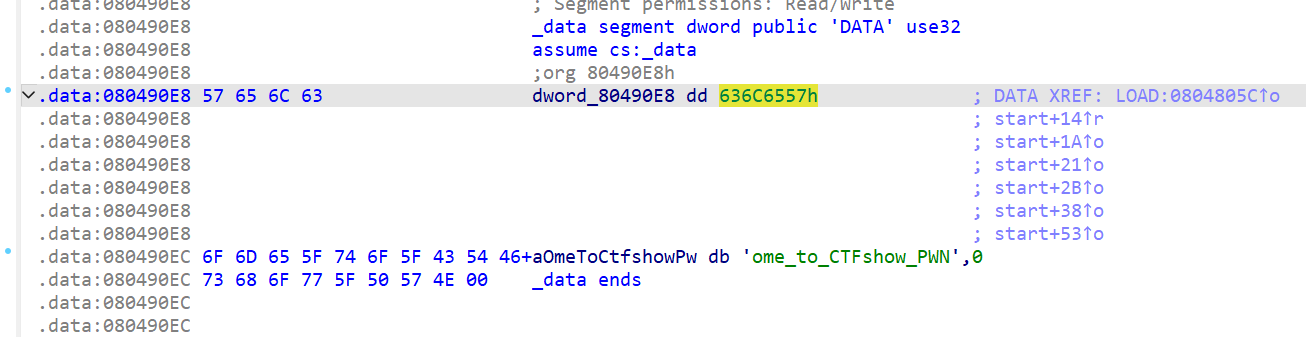 .data:080490E8 ; Segment permissions: Read/Write
.data:080490E8 _data segment dword public 'DATA' use32
.data:080490E8 assume cs:_data
.data:080490E8 ;org 80490E8h
.data:080490E8 57 65 6C 63 dword_80490E8 dd 636C6557h ; DATA XREF: LOAD:0804805C↑o
.data:080490E8 ; start+14↑r
.data:080490E8 ; start+1A↑o
.data:080490E8 ; start+21↑o
.data:080490E8 ; start+2B↑o
.data:080490E8 ; start+38↑o
.data:080490E8 ; start+53↑o
.data:080490EC 6F 6D 65 5F 74 6F 5F 43 54 46+aOmeToCtfshowPw db 'ome_to_CTFshow_PWN',0
.data:080490EC 73 68 6F 77 5F 50 57 4E 00 _data ends
.data:080490EC
.data:080490EC